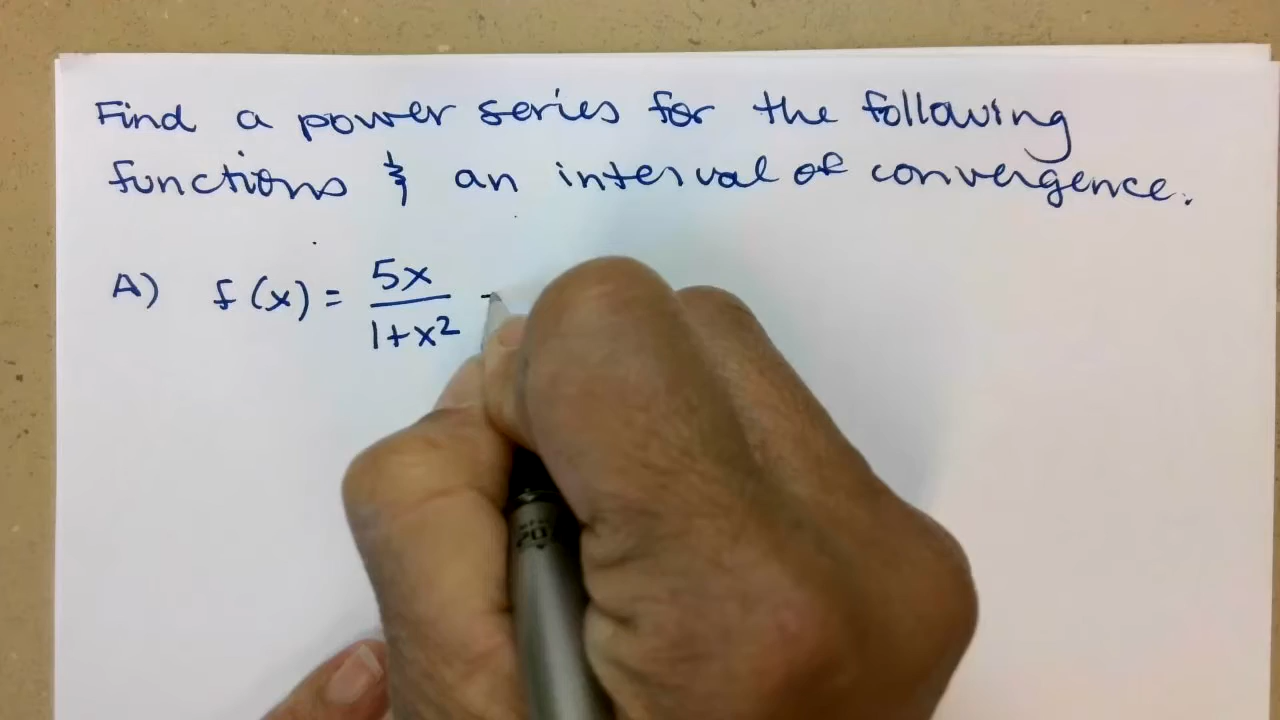 Find a power series for the following
functions & an interval of convergence.
A) f(x) = 5x/(1+x²)